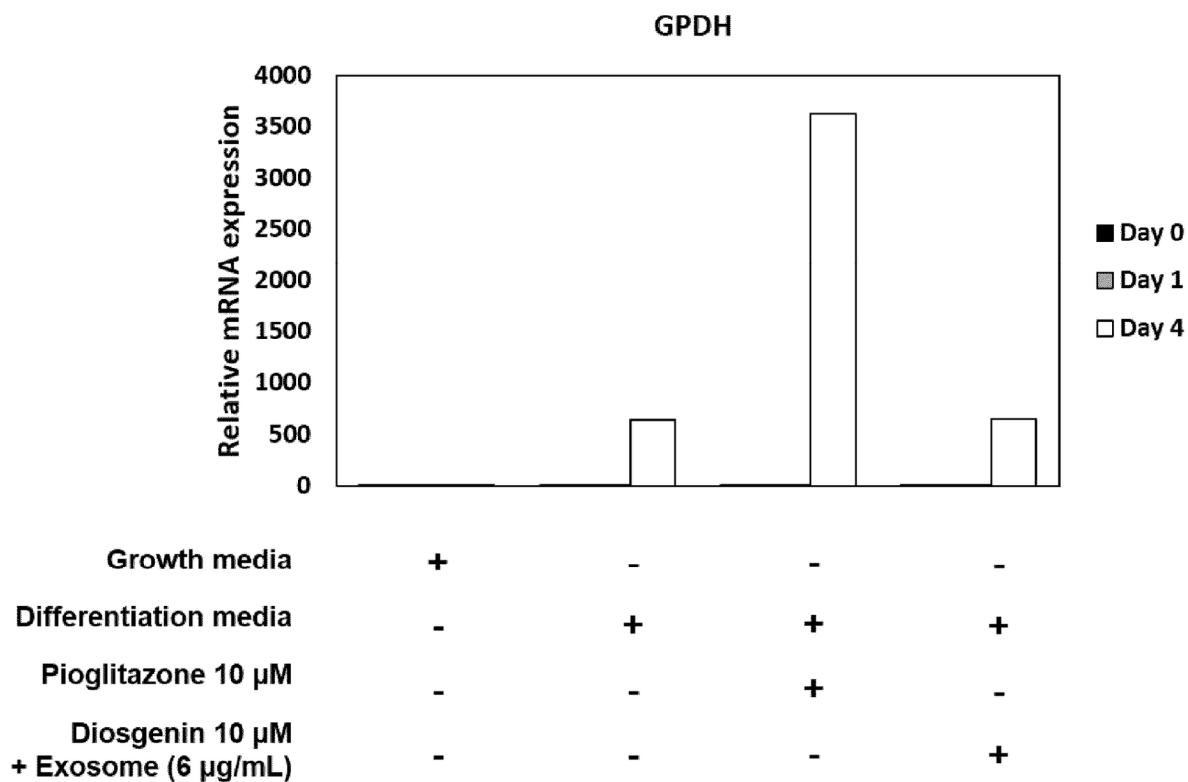 GPDH
Relative mRNA expression
4000
3500
3000
2500
2000
1500
1000
500
0
Day 0
Day 1
Day 4
Growth media + - - -
Differentiation media - + + +
Pioglitazone 10 µM - - + -
Diosgenin 10 µM
+ Exosome (6 µg/mL) - - - +